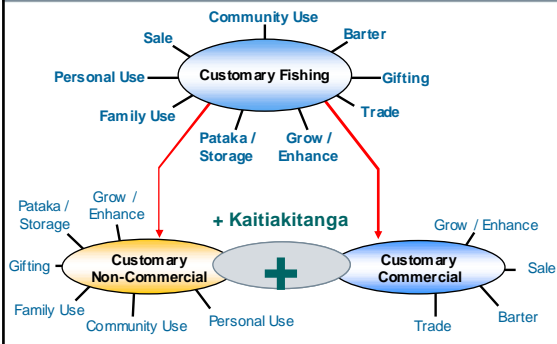 Community Use
Sale
Barter
Personal Use
Customary Fishing
Gifting
Family Use
Trade
Pataka /
Storage
Grow /
Enhance
Pataka /
Storage
Grow /
Enhance
+ Kaitiakitanga
Grow / Enhance
Gifting
Customary
Non-Commercial
+
Customary
Commercial
Sale
Family Use
Community Use
Personal Use
Trade
Barter